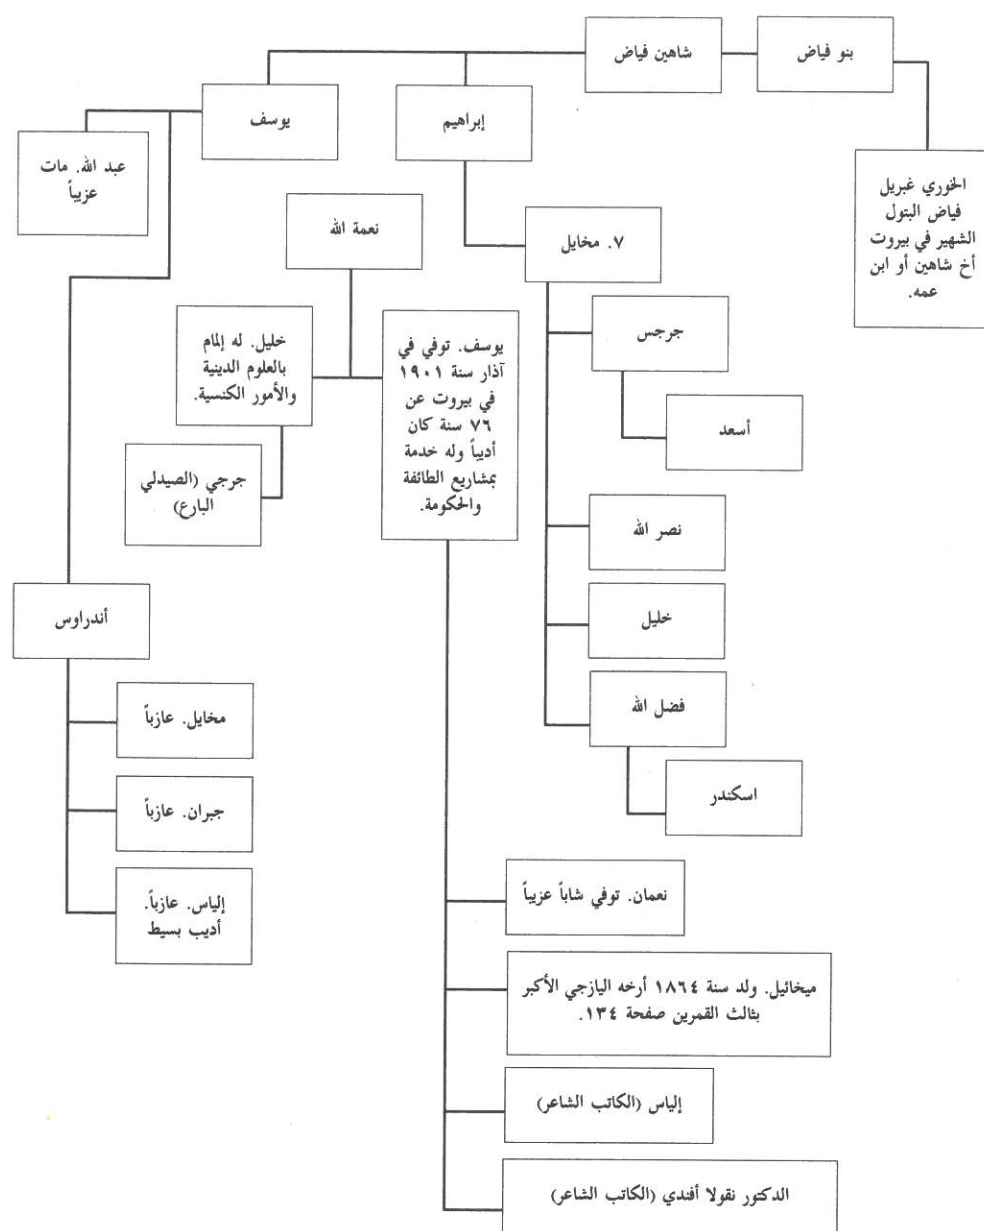 بنو فياض
شاهين فياض
إبراهيم
يوسف
عبد الله. مات
عزيباً
الخوري غبريل
فياض البتول
الشهير في بيروت
أخ شاهين أو ابن
عمه.
نعمة الله
٧. مخايل
جرجس
أسعد
نصر الله
خليل
فضل الله
اسكندر
يوسف. توفي في
آذار سنة ١٩٠١
في بيروت عن
٧٦ سنة كان
أديباً وله خدمة
بمشاريع الطائفة
والحكومة.
خليل. له إلمام
بالعلوم الدينية
والأمور الكنسية.
جرجي (الصيدلي
البارع)
أندراوس
مخايل. عازباً
جبران. عازباً
إلياس. عازباً.
أديب بسيط
نعمان. توفي شاباً عزيباً
ميخائيل. ولد سنة ١٨٦٤ أرخه اليازجي الأكبر
بثالث القمرين صفحة ١٣٤.
إلياس (الكاتب الشاعر)
الدكتور نقولا أفندي (الكاتب الشاعر)